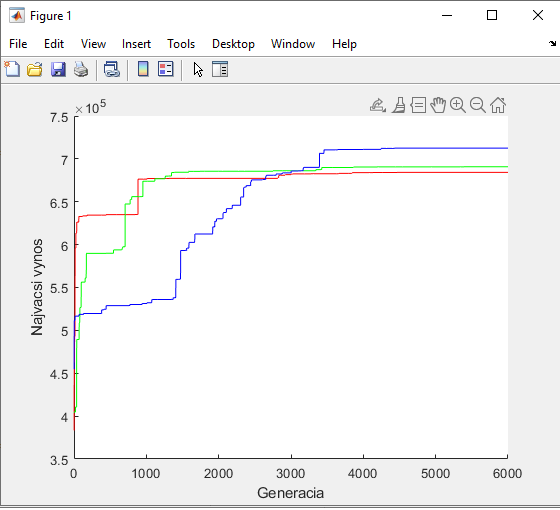 Figure 1
File Edit View Insert Tools Desktop Window Help
×10^5
7.5
7
6.5
6
5.5
5
4.5
4
3.5
0 1000 2000 3000 4000 5000 6000
Najvacsi vynos
Generacia